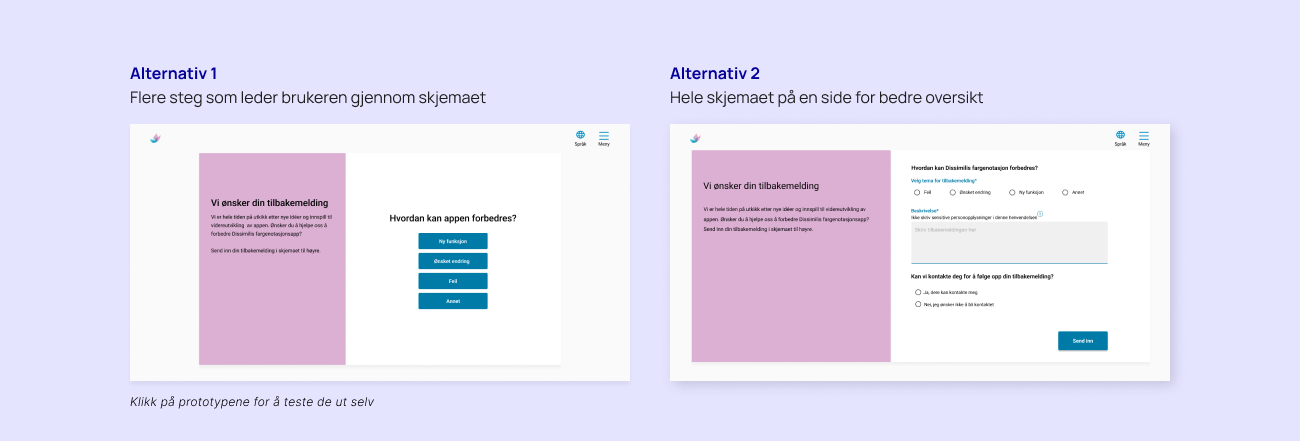 Alternativ 1
Flere steg som leder brukeren gjennom skjemaet
Språk
Meny
Vi ønsker din tilbakemelding
Vi er hele tiden på utkikk etter nye idéer og innspill til
videreutvikling av appen. Ønsker du å hjelpe oss å
forbedre Dissimilis fargenotasjonsapp?
Send inn din tilbakemelding i skjemaet til høyre.
Hvordan kan appen forbedres?
Ny funksjon
Ønsket endring
Feil
Annet
Klikk på prototypene for å teste de ut selv
Alternativ 2
Hele skjemaet på en side for bedre oversikt
Språk
Meny
Vi ønsker din tilbakemelding
Vi er hele tiden på utkikk etter nye idéer og innspill til videreutvikling av
appen. Ønsker du å hjelpe oss å forbedre Dissimilis fargenotasjonsapp?
Send inn din tilbakemelding i skjemaet til høyre.
Hvordan kan Dissimilis fargenotasjon forbedres?
Velg tema for tilbakemelding*
Feil
Ønsket endring
Ny funksjon
Annet
Beskrivelse*
Ikke skriv sensitive personopplysninger i denne henvendelsen
Skriv tilbakemeldingen her
Kan vi kontakte deg for å følge opp din tilbakemelding?
Ja, dere kan kontakte meg
Nei, jeg ønsker ikke å bli kontaktet
Send inn